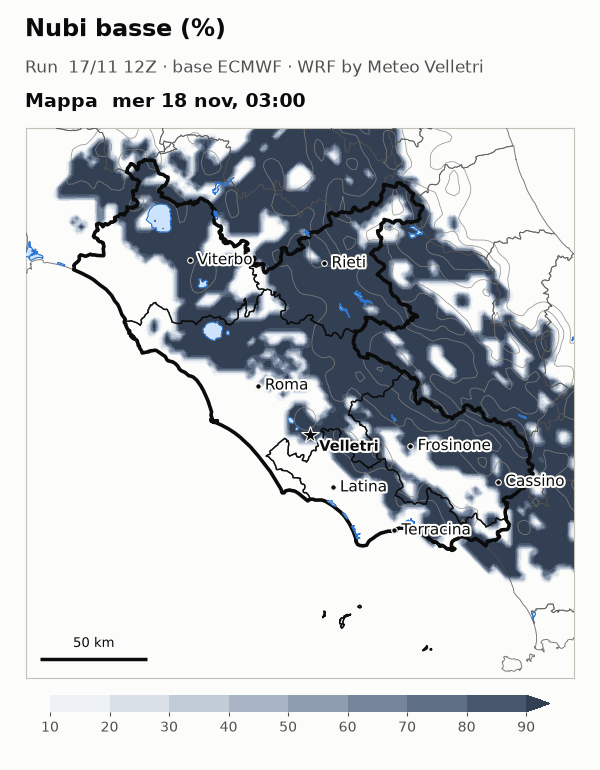 Nubi basse (%)
Run  17/11 12Z · base ECMWF · WRF by Meteo Velletri
Mappa  mer 18 nov, 03:00
Viterbo
Rieti
Roma
Velletri
Frosinone
Cassino
Latina
Terracina
50 km
10 20 30 40 50 60 70 80 90